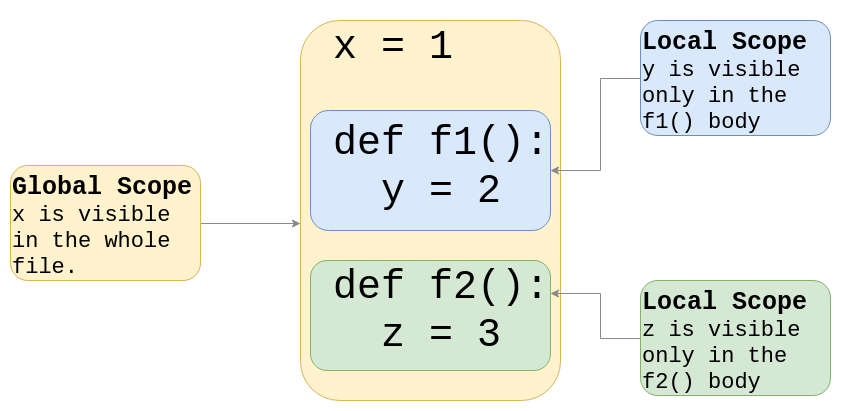 Global Scope
x is visible
in the whole
file.
x = 1
def f1():
  y = 2
def f2():
  z = 3
Local Scope
y is visible
only in the
f1() body
Local Scope
z is visible
only in the
f2() body